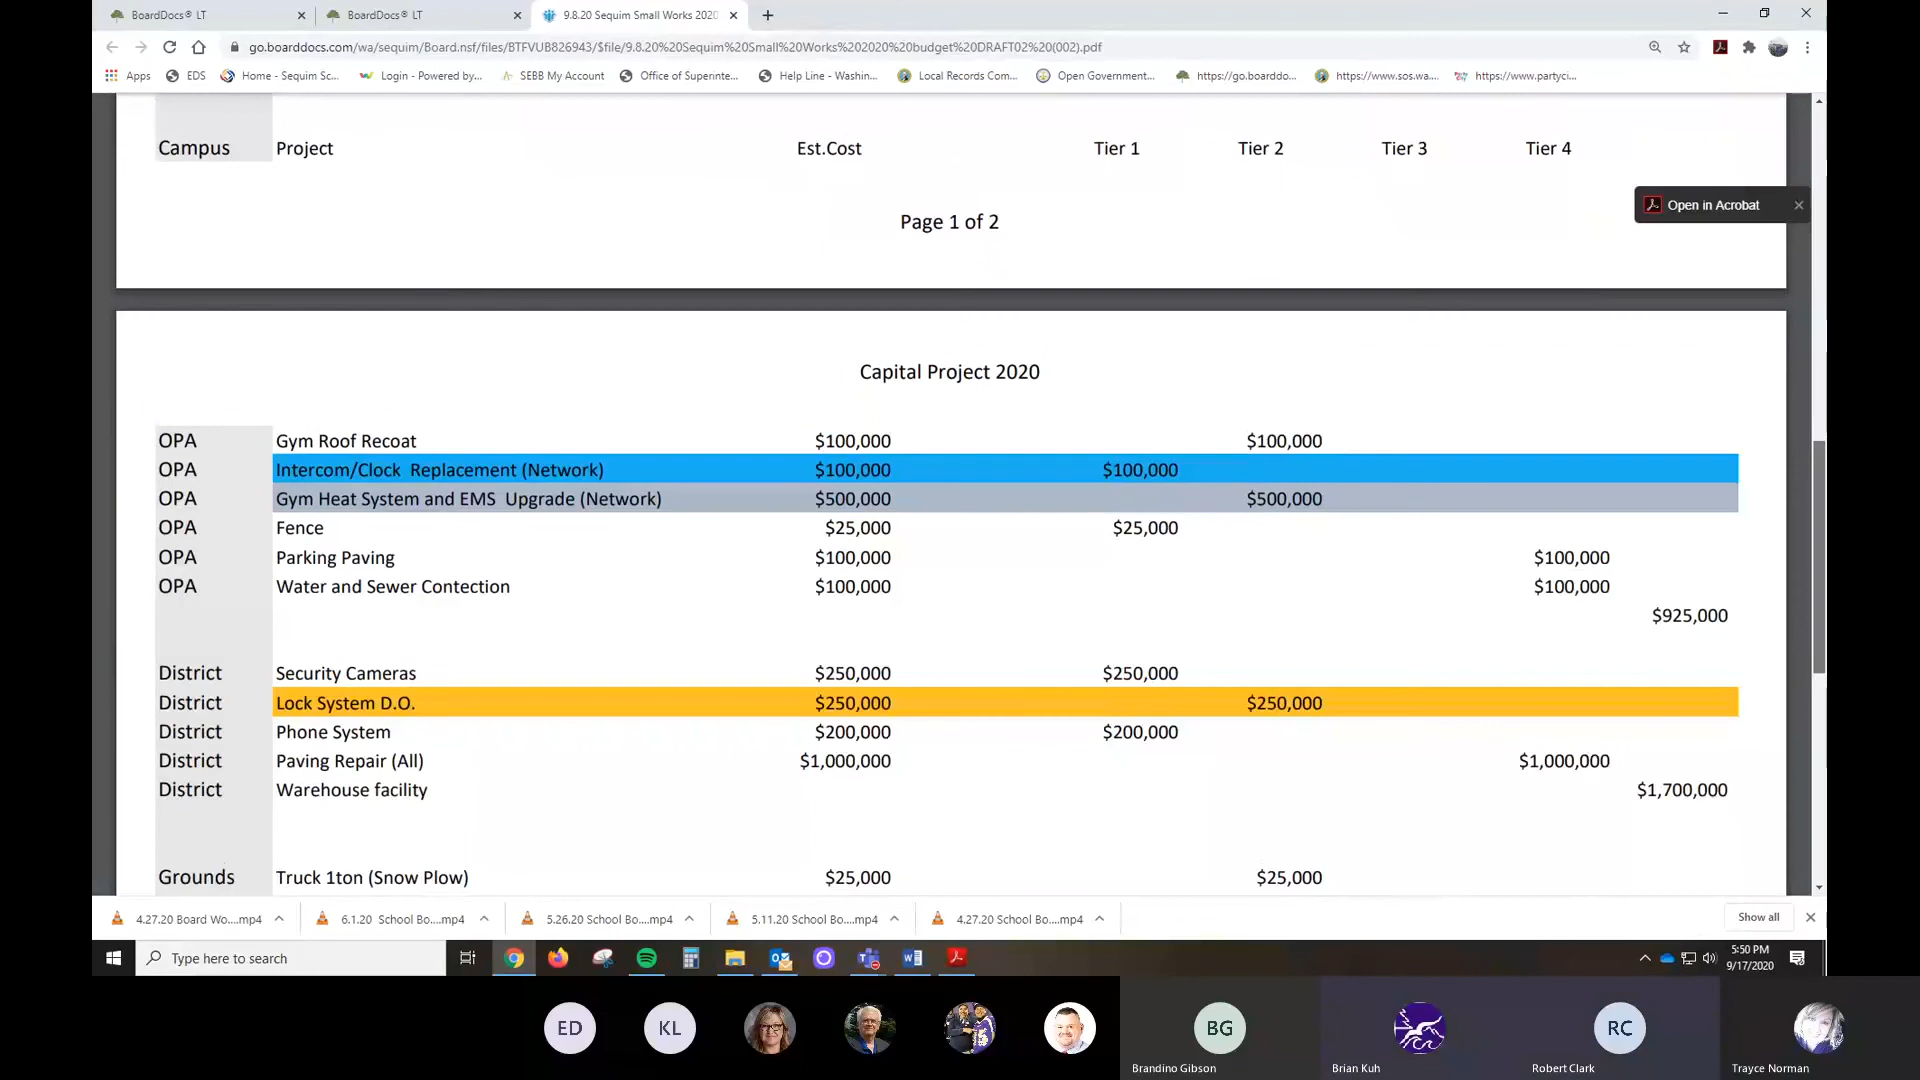 BoardDocs® LT
BoardDocs® LT
9.8.20 Sequim Small Works 2020
go.boarddocs.com/wa/sequim/Board.nsf/files/BTFVUB826943/$file/9.8.20%20Sequim%20Small%20Works%202020%20budget%20DRAFT02%20(002).pdf
Apps EDS Home - Sequim Sc... Login - Powered by... SEBB My Account Office of Superinte... Help Line - Washin... Local Records Com... Open Government... https://go.boarddo... https://www.sos.wa.... https://www.partyci...
Campus Project Est.Cost Tier 1 Tier 2 Tier 3 Tier 4
Open in Acrobat
Page 1 of 2
Capital Project 2020
OPA Gym Roof Recoat $100,000 $100,000
OPA Intercom/Clock Replacement (Network) $100,000 $100,000
OPA Gym Heat System and EMS Upgrade (Network) $500,000 $500,000
OPA Fence $25,000 $25,000
OPA Parking Paving $100,000 $100,000
OPA Water and Sewer Contection $100,000 $100,000
$925,000
District Security Cameras $250,000 $250,000
District Lock System D.O. $250,000 $250,000
District Phone System $200,000 $200,000
District Paving Repair (All) $1,000,000 $1,000,000
District Warehouse facility $1,700,000
Grounds Truck 1ton (Snow Plow) $25,000 $25,000
4.27.20 Board Wo....mp4 6.1.20 School Bo....mp4 5.26.20 School Bo....mp4 5.11.20 School Bo....mp4 4.27.20 School Bo....mp4 Show all
Type here to search
5:50 PM
9/17/2020
ED KL BG RC
Brandino Gibson Brian Kuh Robert Clark Trayce Norman